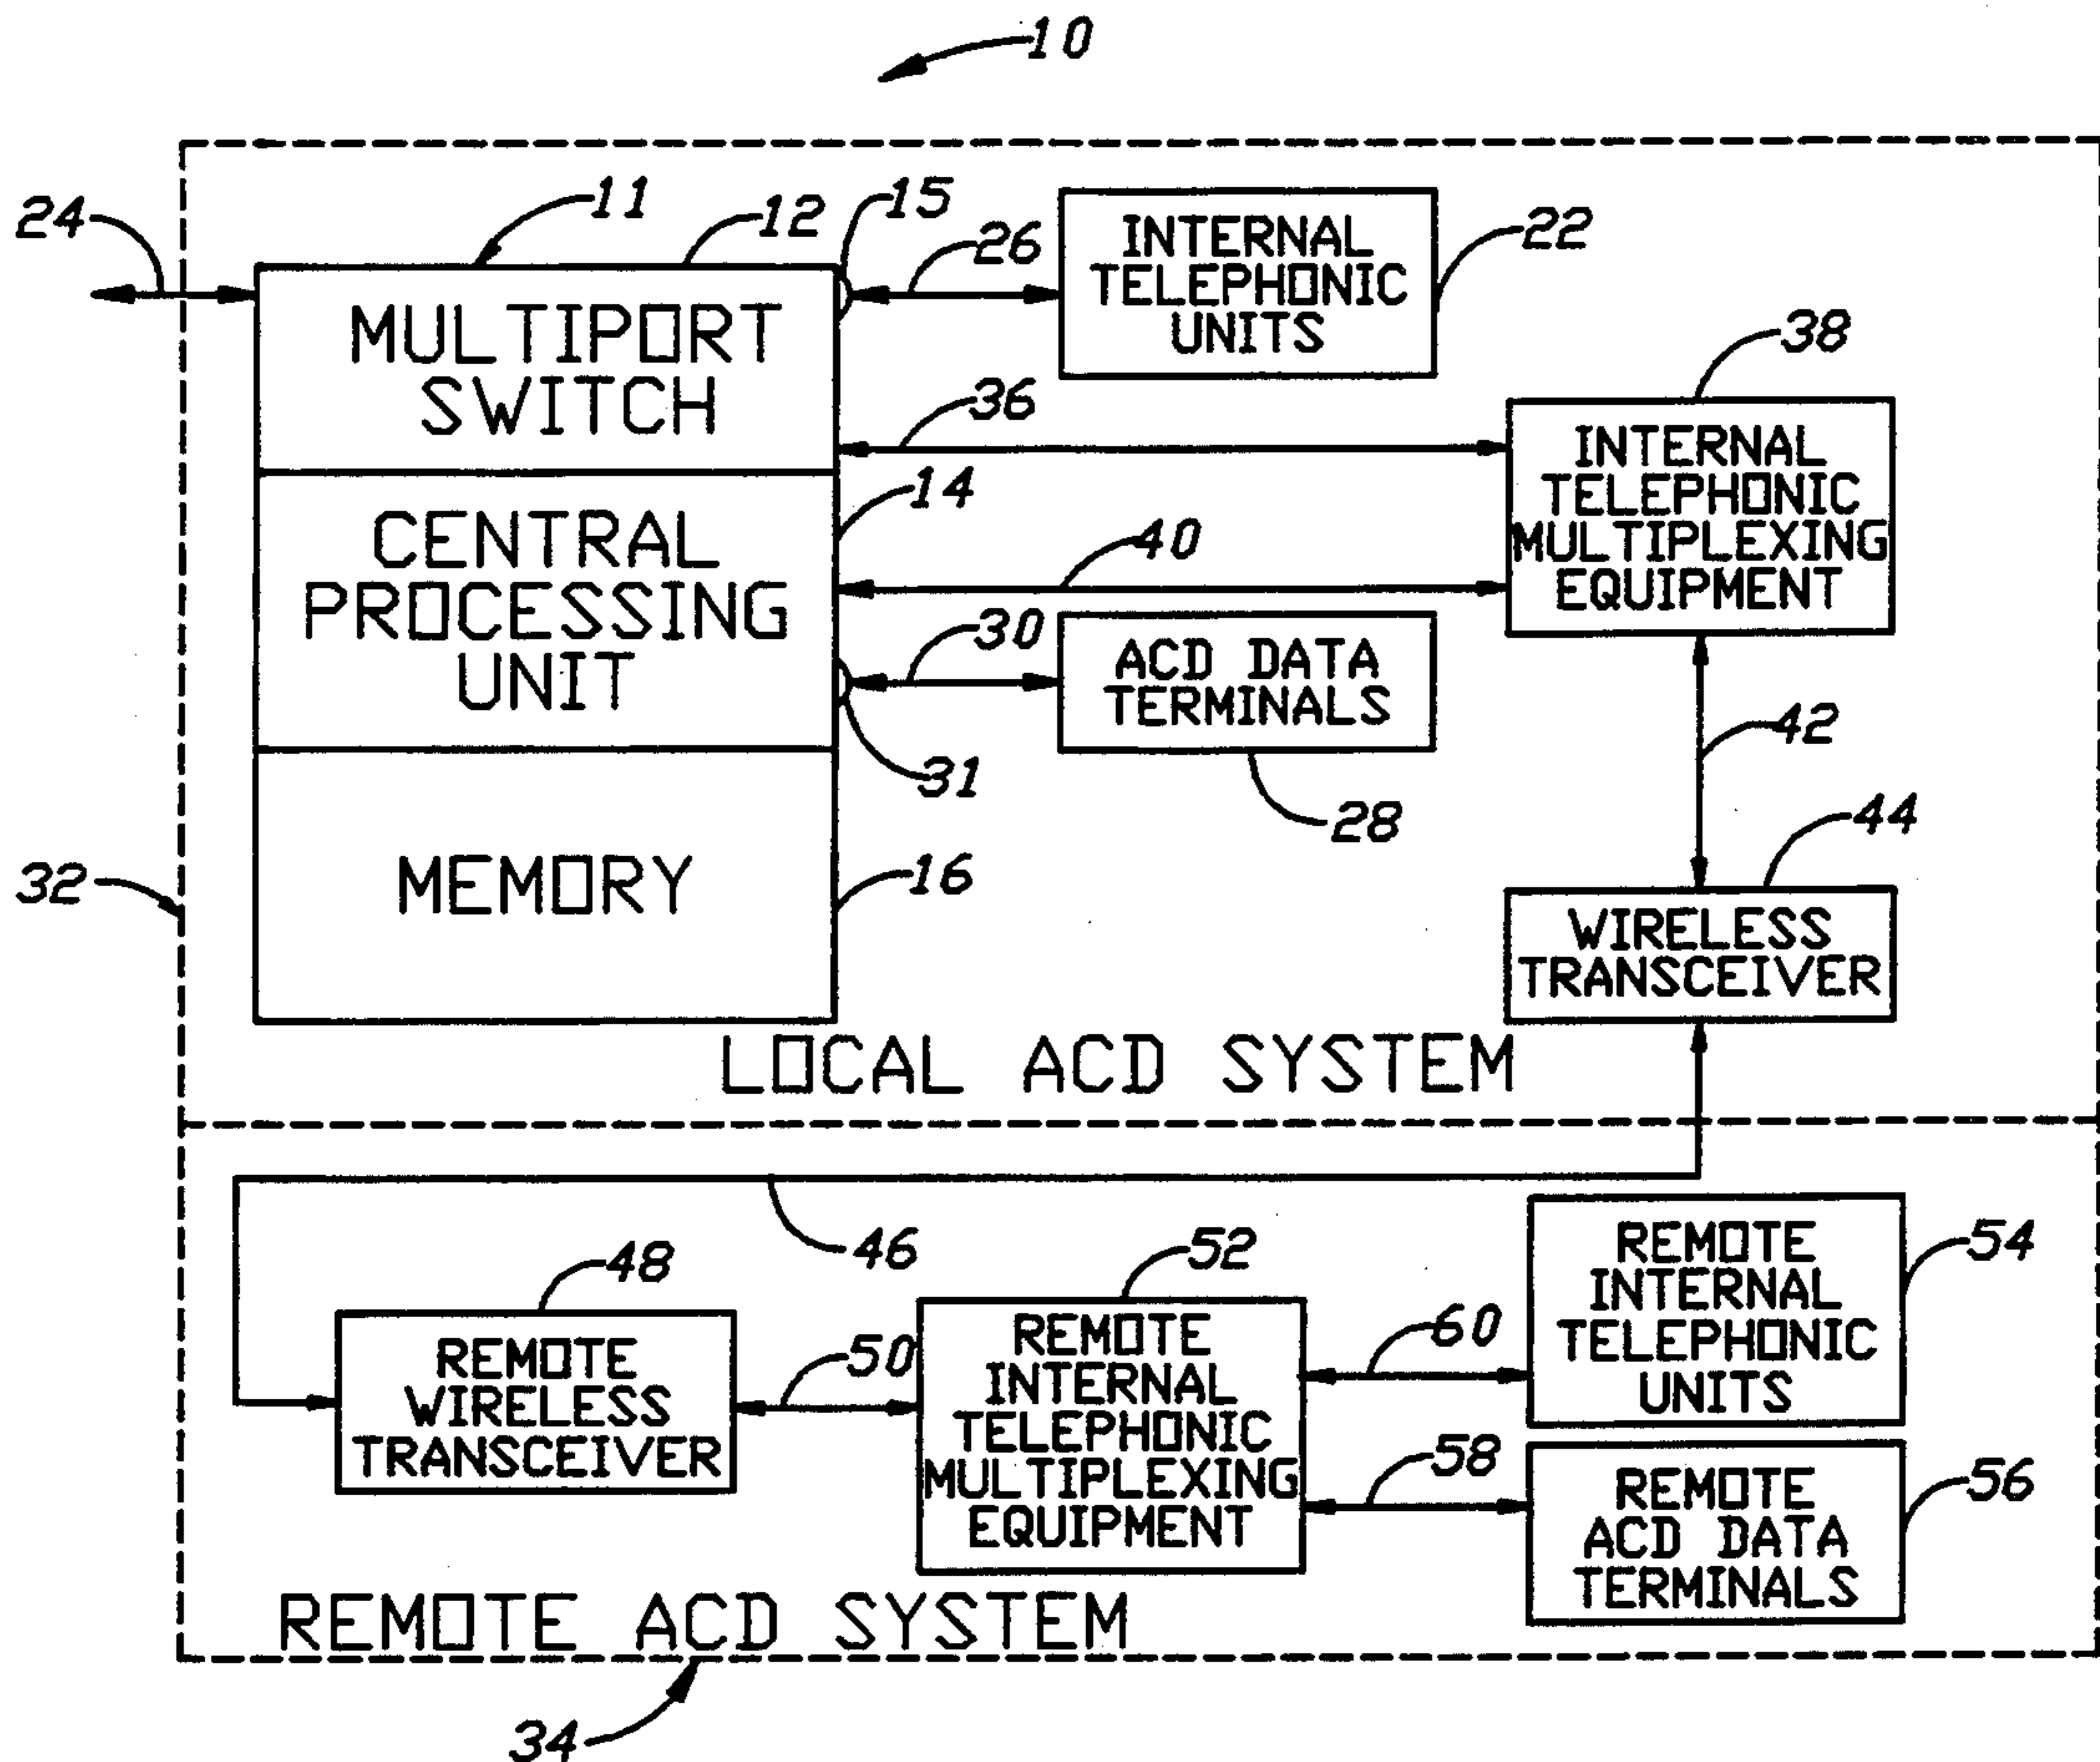 10
24
11
12
15
26
INTERNAL
TELEPHONIC
UNITS
22
MULTIPORT
SWITCH
36
38
INTERNAL
TELEPHONIC
MULTIPLEXING
EQUIPMENT
14
CENTRAL
PROCESSING
UNIT
40
30
ACD DATA
TERMINALS
31
28
42
44
32
MEMORY
16
WIRELESS
TRANSCEIVER
LOCAL ACD SYSTEM
46
48
REMOTE
WIRELESS
TRANSCEIVER
50
52
REMOTE
INTERNAL
TELEPHONIC
MULTIPLEXING
EQUIPMENT
60
REMOTE
INTERNAL
TELEPHONIC
UNITS
54
58
REMOTE
ACD DATA
TERMINALS
56
REMOTE ACD SYSTEM
34